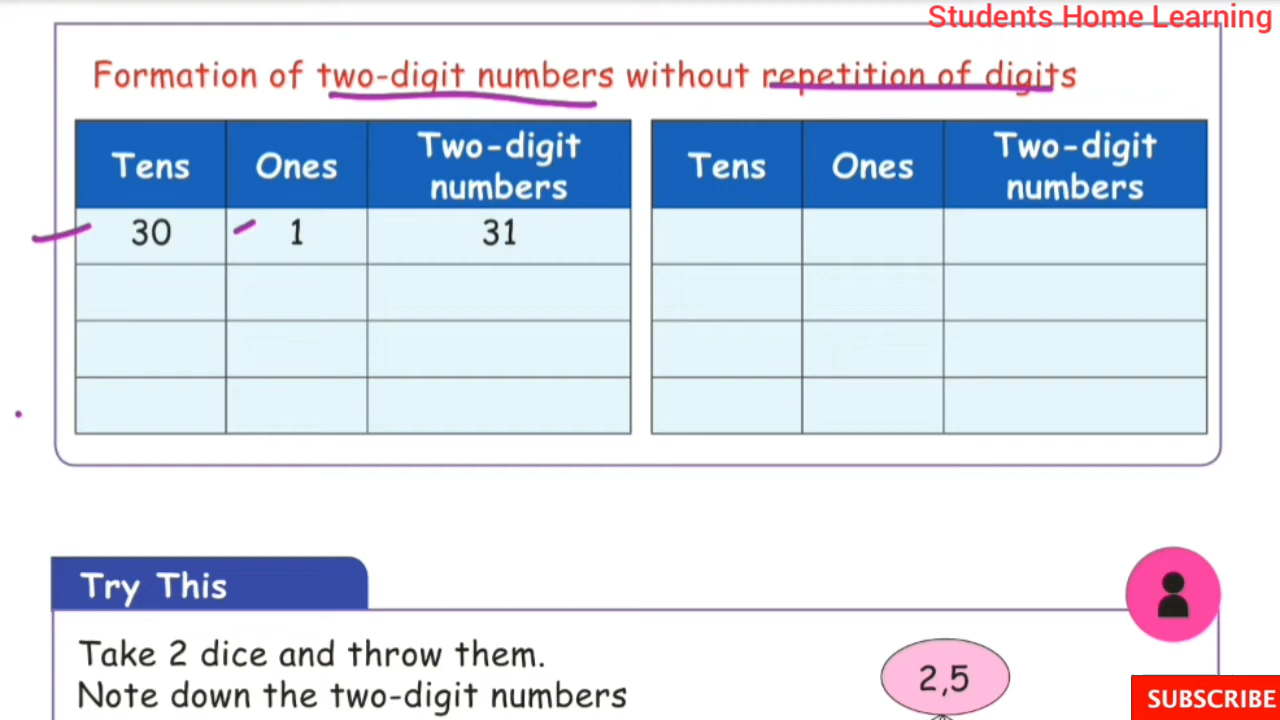 Students Home Learning
Formation of two-digit numbers without repetition of digits
Tens Ones Two-digit numbers Tens Ones Two-digit numbers
30 1 31
Try This
Take 2 dice and throw them.
Note down the two-digit numbers
2,5
SUBSCRIBE